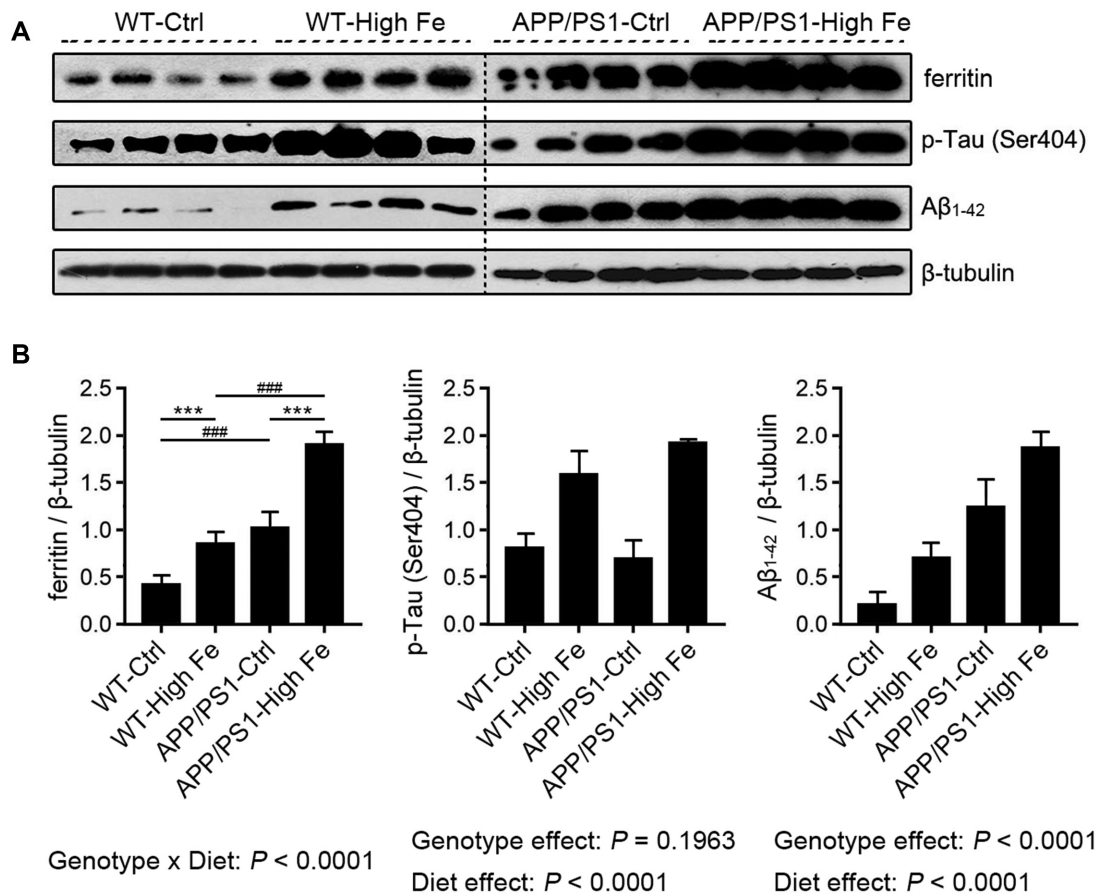 A
WT-Ctrl WT-High Fe APP/PS1-Ctrl APP/PS1-High Fe
ferritin
p-Tau (Ser404)
Aβ1-42
β-tubulin
B
ferritin / β-tubulin
2.5
2.0
1.5
1.0
0.5
0.0
###
*** ***
###
WT-Ctrl
WT-High Fe
APP/PS1-Ctrl
APP/PS1-High Fe
Genotype x Diet: P < 0.0001
p-Tau (Ser404) / β-tubulin
2.5
2.0
1.5
1.0
0.5
0.0
WT-Ctrl
WT-High Fe
APP/PS1-Ctrl
APP/PS1-High Fe
Genotype effect: P = 0.1963
Diet effect: P < 0.0001
Aβ1-42 / β-tubulin
2.5
2.0
1.5
1.0
0.5
0.0
WT-Ctrl
WT-High Fe
APP/PS1-Ctrl
APP/PS1-High Fe
Genotype effect: P < 0.0001
Diet effect: P < 0.0001